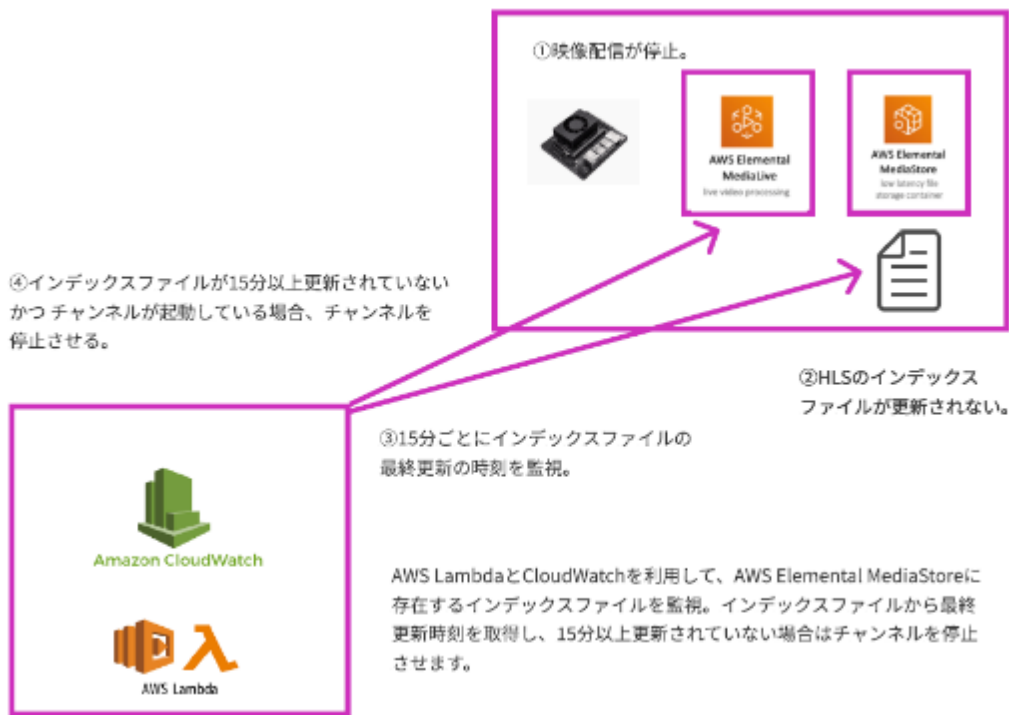 ①映像配信が停止。
AWS Elemental
MediaLive
live video processing
AWS Elemental
MediaStore
low latency file
storage container
④インデックスファイルが15分以上更新されていない
かつ チャンネルが起動している場合、チャンネルを
停止させる。
②HLSのインデックス
ファイルが更新されない。
③15分ごとにインデックスファイルの
最終更新の時刻を監視。
Amazon CloudWatch
AWS Lambda
AWS LambdaとCloudWatchを利用して、AWS Elemental MediaStoreに
存在するインデックスファイルを監視。インデックスファイルから最終
更新時刻を取得し、15分以上更新されていない場合はチャンネルを停止
させます。